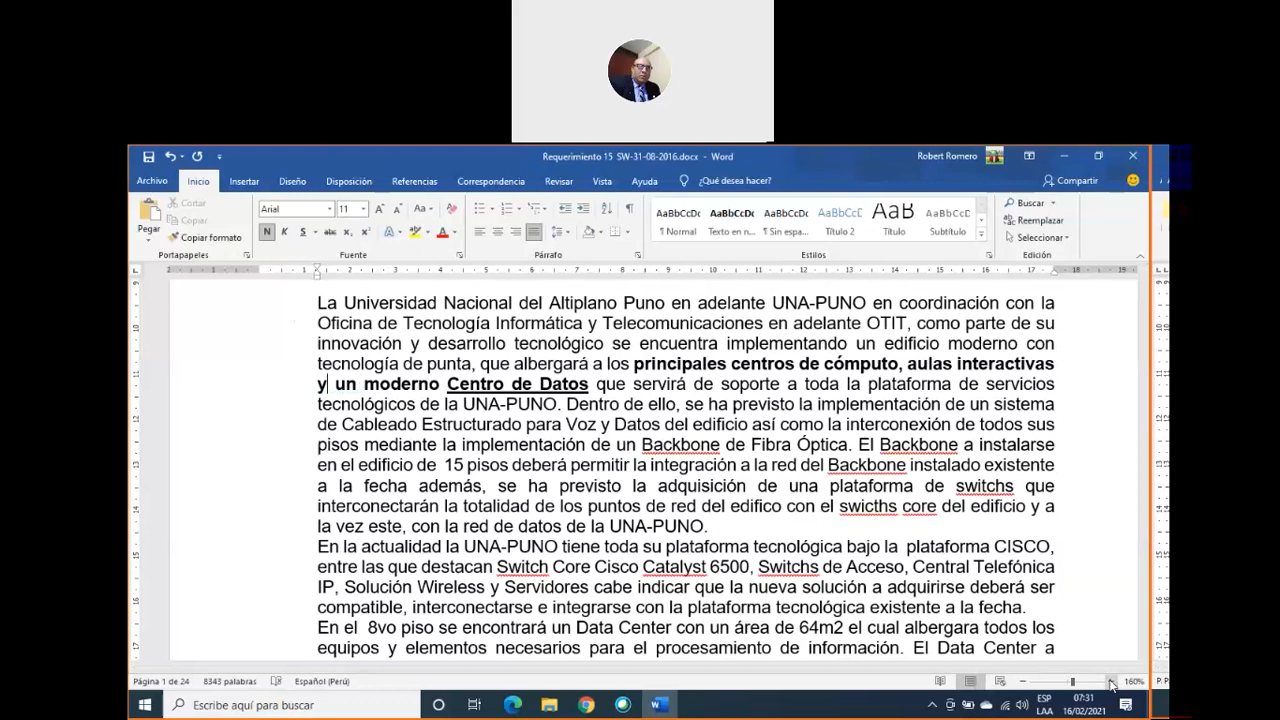 Requerimiento 15 SW-31-08-2016.docx - Word
Robert Romero
Archivo Inicio Insertar Diseño Disposición Referencias Correspondencia Revisar Vista Ayuda ¿Qué desea hacer? Compartir
Pegar
Cortar
Copiar
Copiar formato
Portapapeles
Arial 11
Fuente
Párrafo
AaBbCcDc AaBbCcDc AaBbCcDc AaBbCcC AaB AaBbCcD
¶ Normal Texto en n... ¶ Sin espa... Título 2 Título Subtítulo
Estilos
Buscar
Reemplazar
Seleccionar
Edición
La Universidad Nacional del Altiplano Puno en adelante UNA-PUNO en coordinación con la
Oficina de Tecnología Informática y Telecomunicaciones en adelante OTIT, como parte de su
innovación y desarrollo tecnológico se encuentra implementando un edificio moderno con
tecnología de punta, que albergará a los principales centros de cómputo, aulas interactivas
y un moderno Centro de Datos que servirá de soporte a toda la plataforma de servicios
tecnológicos de la UNA-PUNO. Dentro de ello, se ha previsto la implementación de un sistema
de Cableado Estructurado para Voz y Datos del edificio así como la interconexión de todos sus
pisos mediante la implementación de un Backbone de Fibra Óptica. El Backbone a instalarse
en el edificio de 15 pisos deberá permitir la integración a la red del Backbone instalado existente
a la fecha además, se ha previsto la adquisición de una plataforma de switchs que
interconectarán la totalidad de los puntos de red del edifico con el swicths core del edificio y a
la vez este, con la red de datos de la UNA-PUNO.
En la actualidad la UNA-PUNO tiene toda su plataforma tecnológica bajo la plataforma CISCO,
entre las que destacan Switch Core Cisco Catalyst 6500, Switchs de Acceso, Central Telefónica
IP, Solución Wireless y Servidores cabe indicar que la nueva solución a adquirirse deberá ser
compatible, interconectarse e integrarse con la plataforma tecnológica existente a la fecha.
En el 8vo piso se encontrará un Data Center con un área de 64m2 el cual albergara todos los
equipos y elementos necesarios para el procesamiento de información. El Data Center a
Página 1 de 24 8343 palabras Español (Perú) 160%
Escribe aquí para buscar
ESP
LAA
07:31
16/02/2021